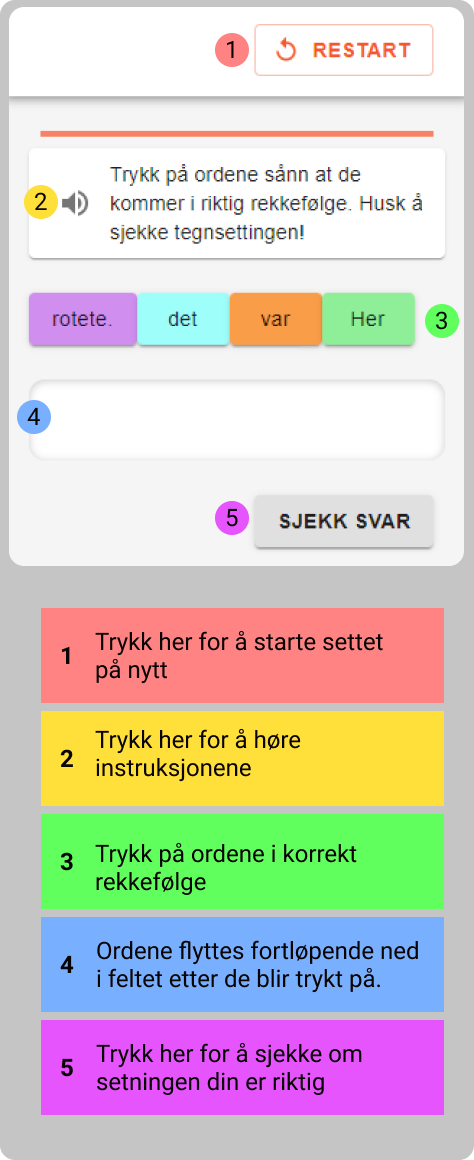 1 RESTART
Trykk på ordene sånn at de
2 kommer i riktig rekkefølge. Husk å
sjekke tegnsettingen!
rotete. det var Her 3
4
5 SJEKK SVAR
1 Trykk her for å starte settet
på nytt
2 Trykk her for å høre
instruksjonene
3 Trykk på ordene i korrekt
rekkefølge
4 Ordene flyttes fortløpende ned
i feltet etter de blir trykt på.
5 Trykk her for å sjekke om
setningen din er riktig